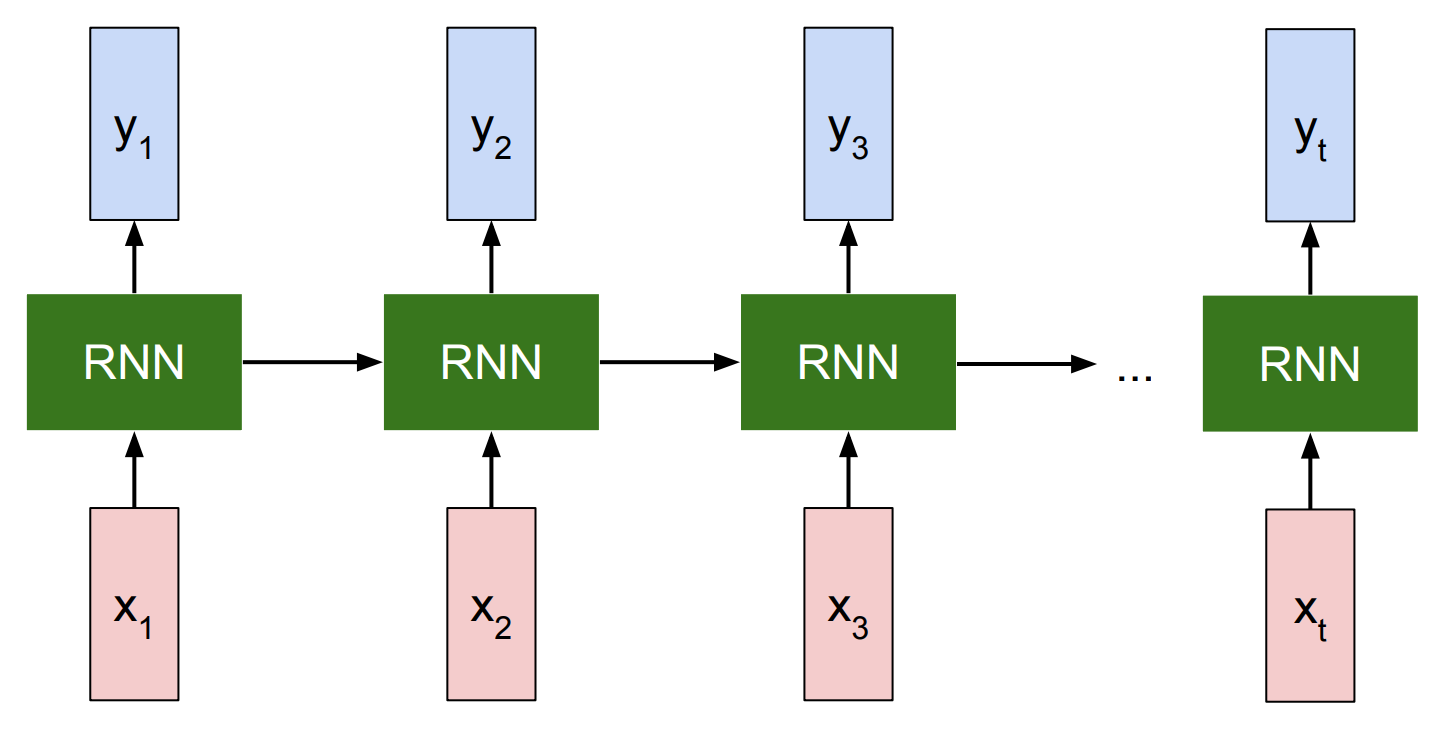 y1 y2 y3 yt
RNN RNN RNN ... RNN
x1 x2 x3 xt